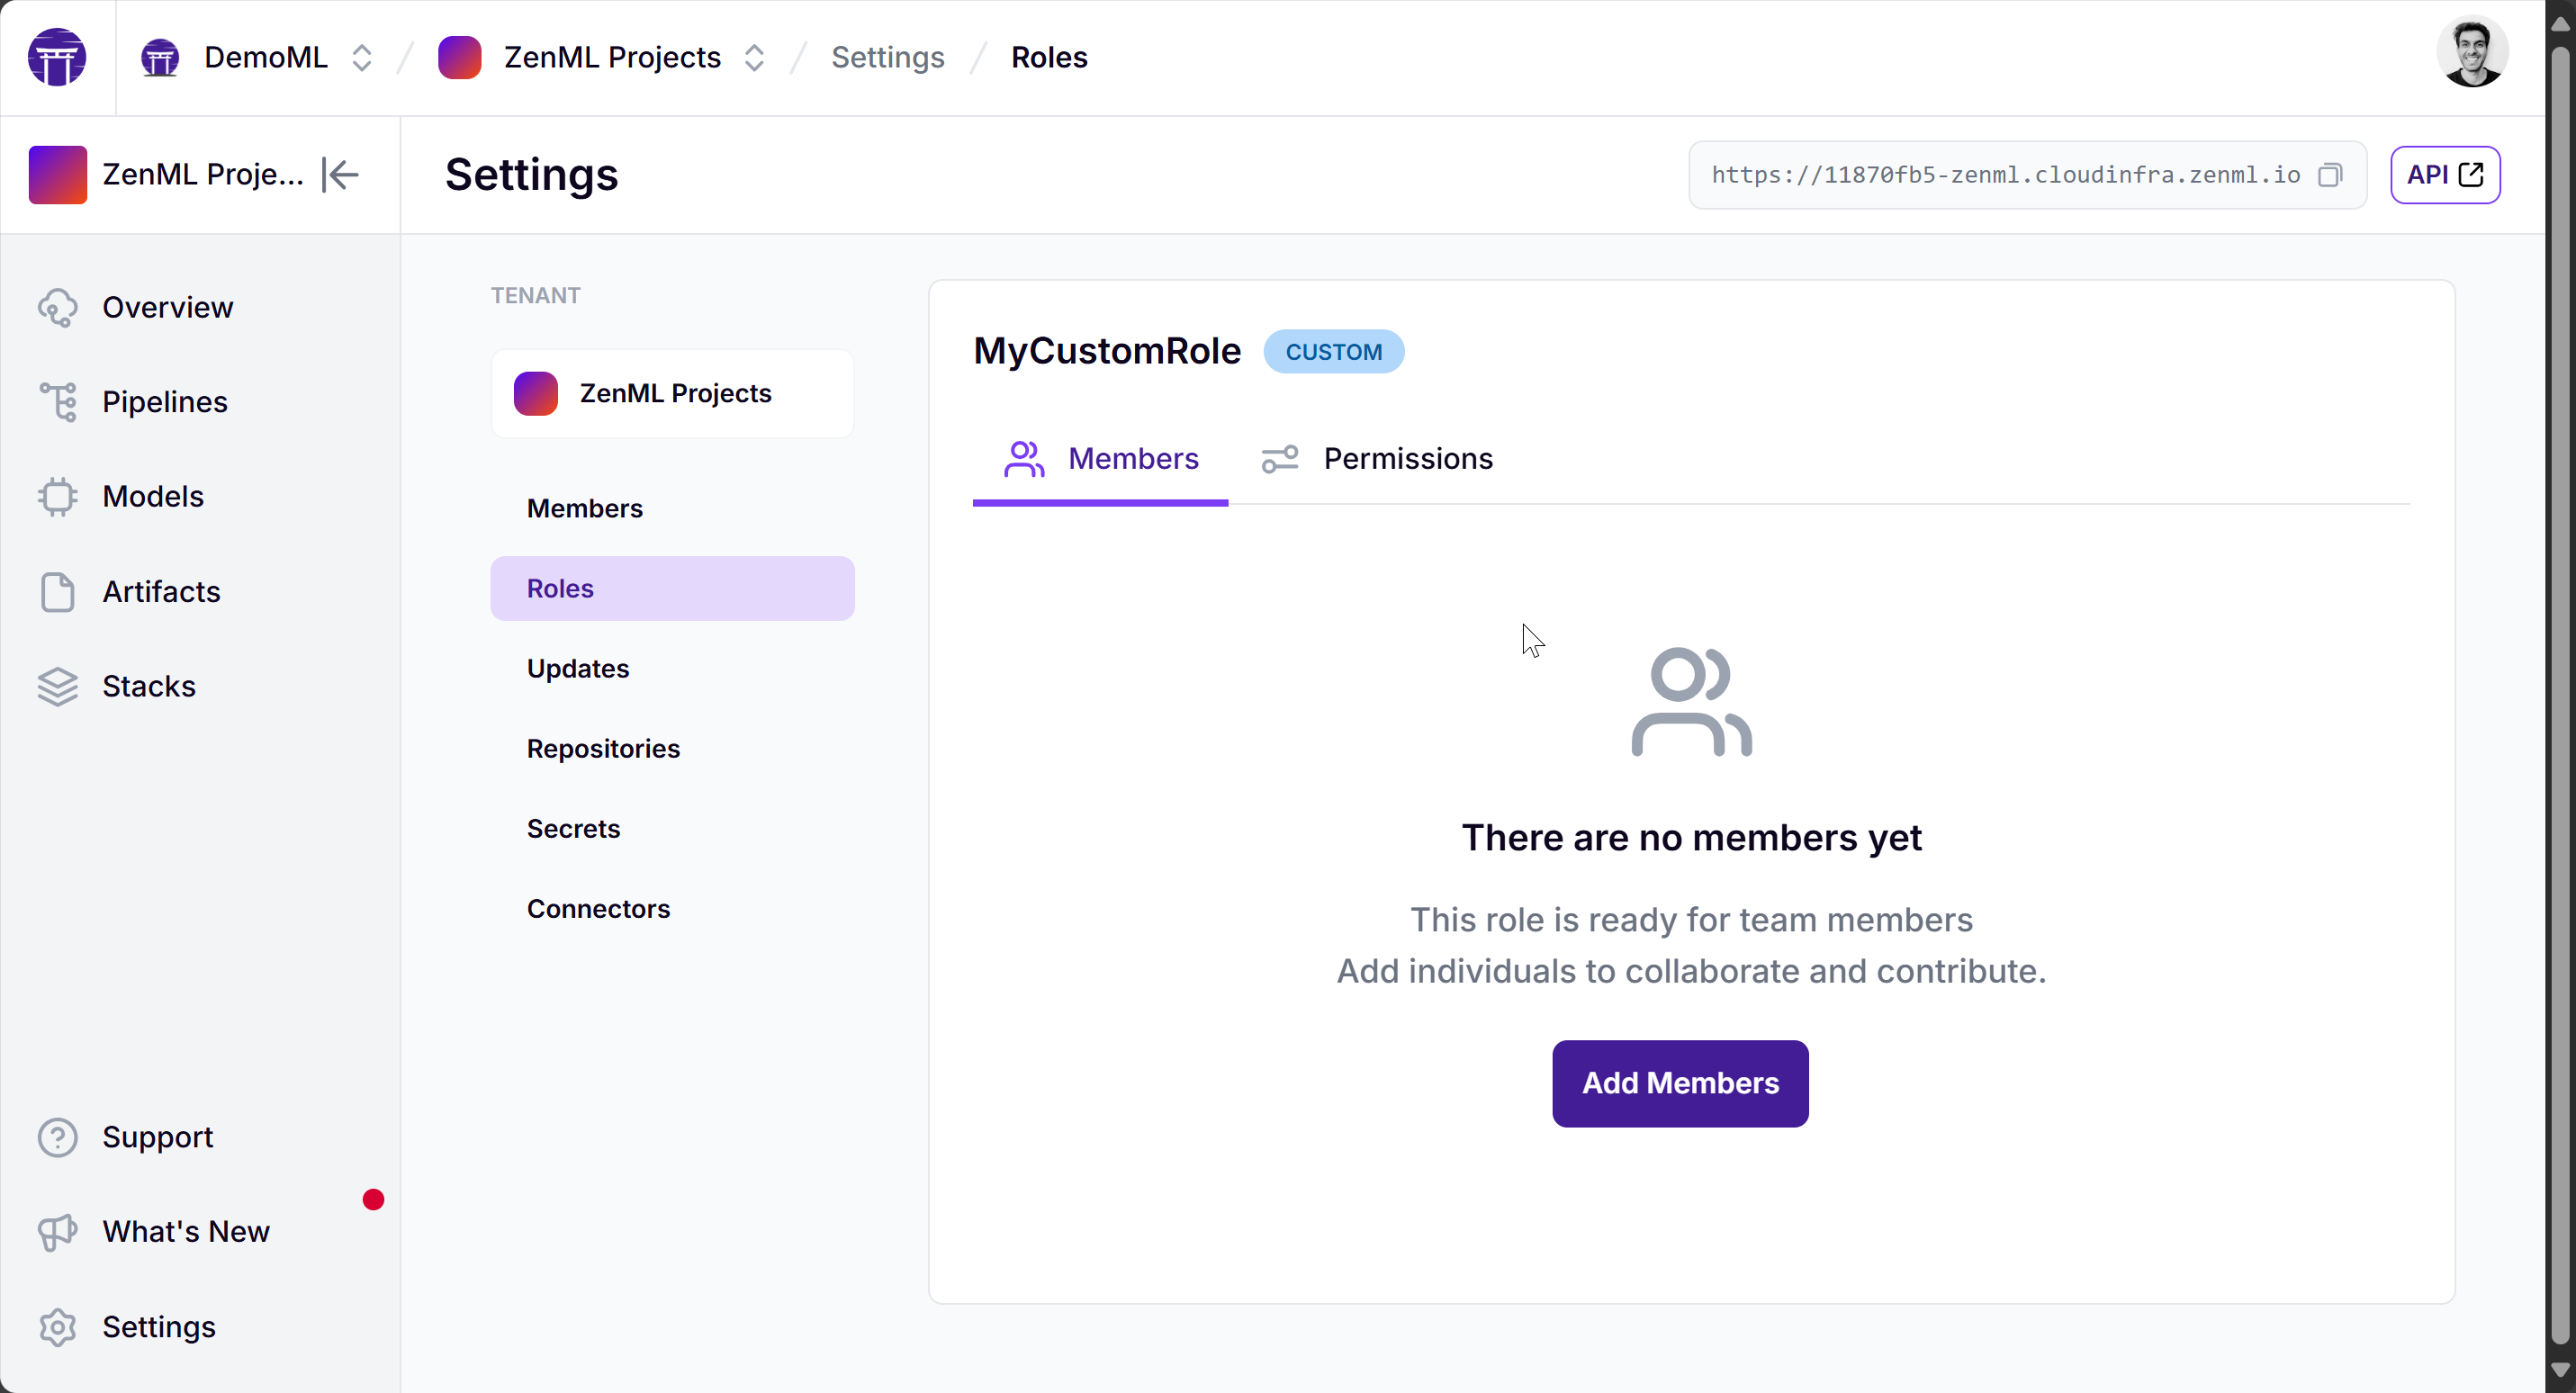 DemoML / ZenML Projects / Settings / Roles
ZenML Proje...
Settings
https://11870fb5-zenml.cloudinfra.zenml.io
API
Overview
Pipelines
Models
Artifacts
Stacks
Support
What's New
Settings
TENANT
ZenML Projects
Members
Roles
Updates
Repositories
Secrets
Connectors
MyCustomRole CUSTOM
Members Permissions
There are no members yet
This role is ready for team members
Add individuals to collaborate and contribute.
Add Members